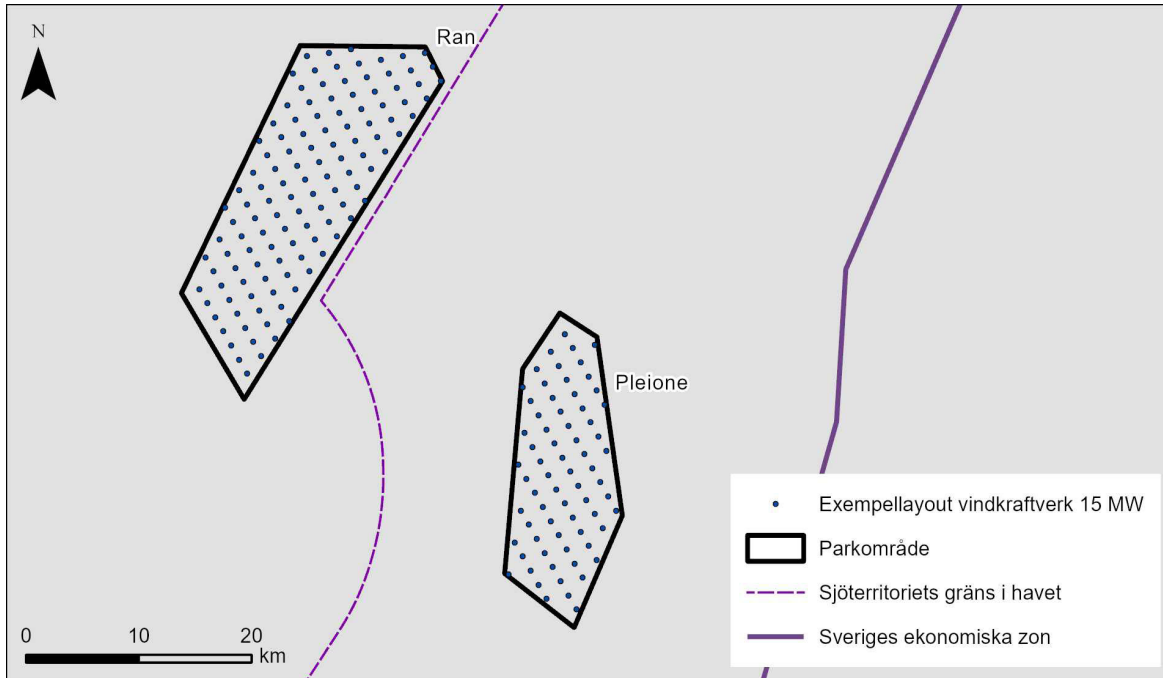 N
Ran
Pleione
Exempellayout vindkraftverk 15 MW
Parkområde
Sjöterritoriets gräns i havet
Sveriges ekonomiska zon
0 10 20
km